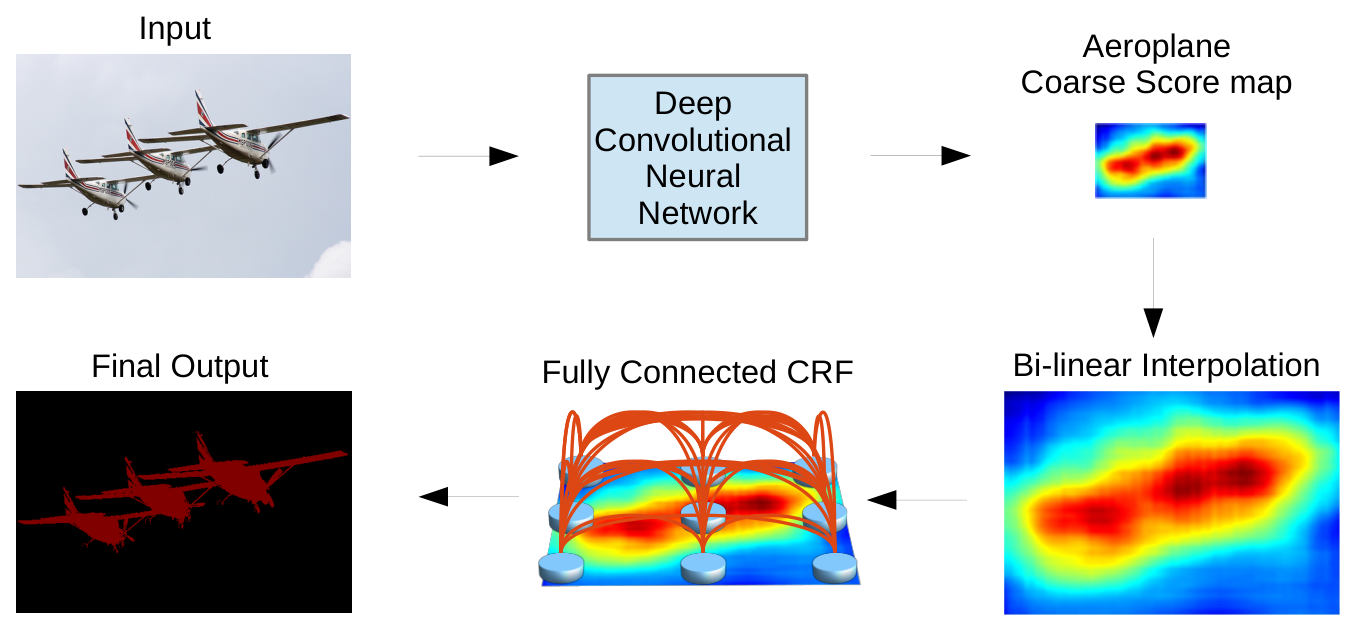 Input
Deep
Convolutional
Neural
Network
Aeroplane
Coarse Score map
Bi-linear Interpolation
Fully Connected CRF
Final Output